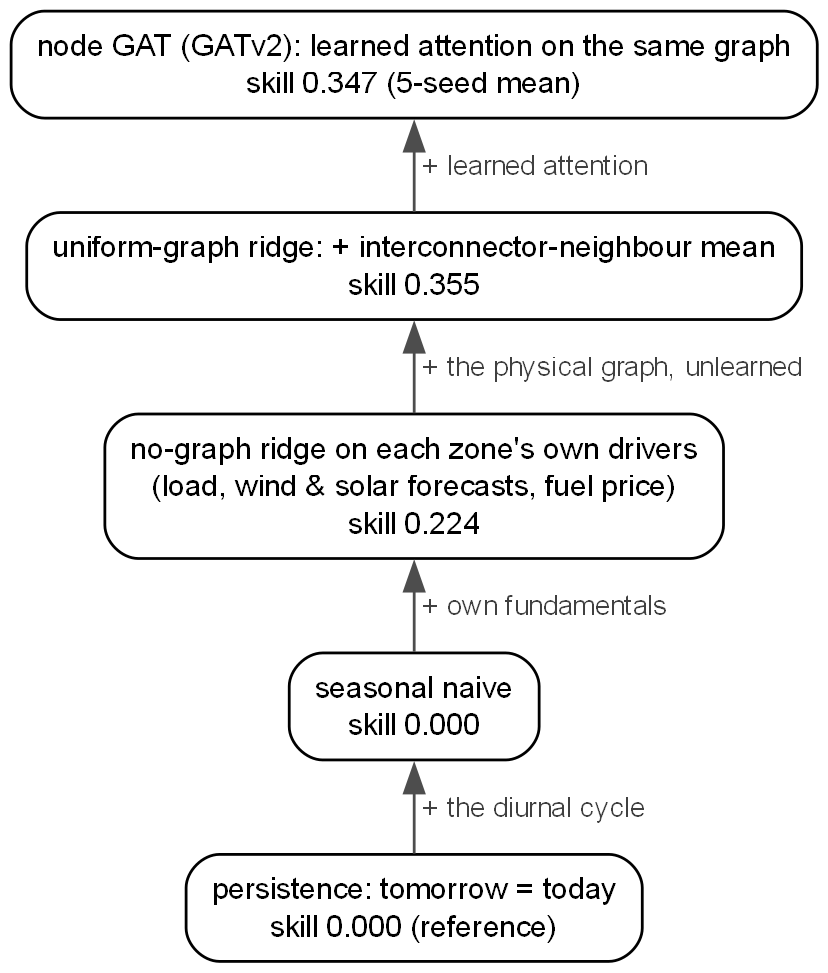 node GAT (GATv2): learned attention on the same graph
skill 0.347 (5-seed mean)
+ learned attention
uniform-graph ridge: + interconnector-neighbour mean
skill 0.355
+ the physical graph, unlearned
no-graph ridge on each zone's own drivers
(load, wind & solar forecasts, fuel price)
skill 0.224
+ own fundamentals
seasonal naive
skill 0.000
+ the diurnal cycle
persistence: tomorrow = today
skill 0.000 (reference)